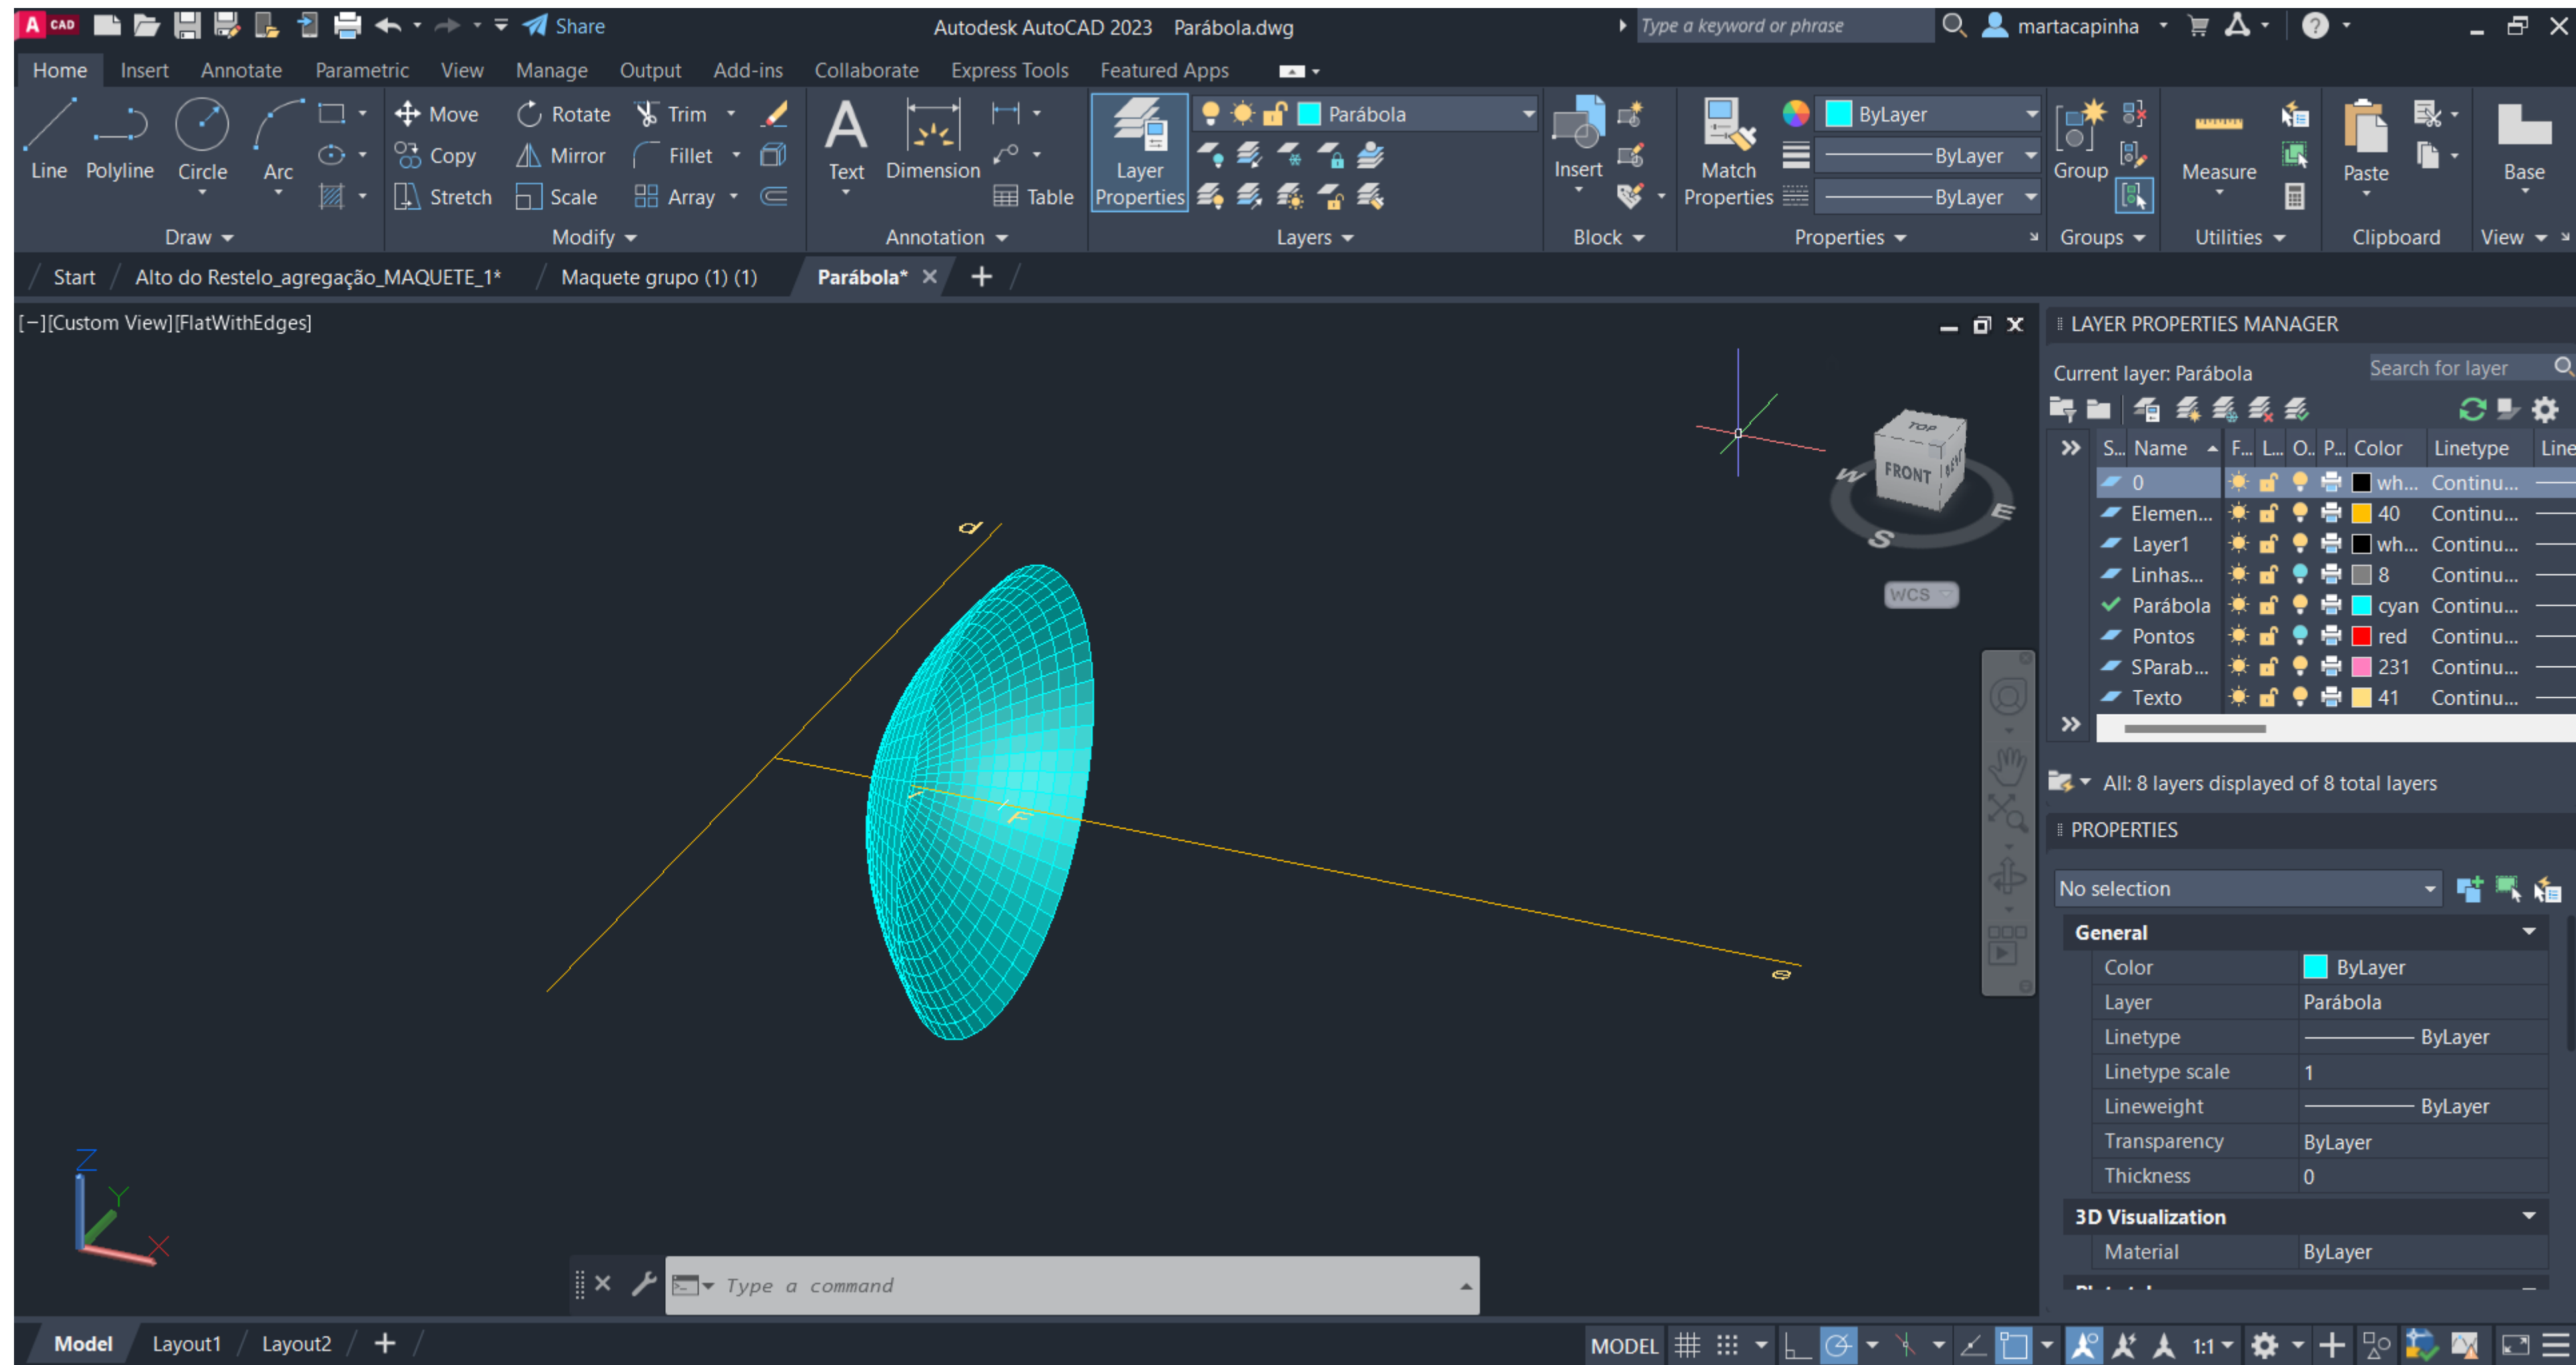 A CAD Share Autodesk AutoCAD 2023 Parábola.dwg Type a keyword or phrase martacapinha
Home Insert Annotate Parametric View Manage Output Add-ins Collaborate Express Tools Featured Apps
Move Rotate Trim Parábola ByLayer
Line Polyline Circle Arc Copy Mirror Fillet Text Dimension Layer Properties Insert Match Properties ByLayer Group Measure Paste Base
Stretch Scale Array Table ByLayer
Draw Modify Annotation Layers Block Properties Groups Utilities Clipboard View
Start Alto do Restelo_agregação_MAQUETE_1* Maquete grupo (1) (1) Parábola*
[−][Custom View][FlatWithEdges]
TOP
FRONT
W
E
S
WCS
d
F
e
Z
Y
X
Type a command
LAYER PROPERTIES MANAGER
Current layer: Parábola Search for layer
S... Name F... L... O.. P... Color Linetype Line
0 wh... Continu...
Elemen... 40 Continu...
Layer1 wh... Continu...
Linhas... 8 Continu...
Parábola cyan Continu...
Pontos red Continu...
SParab... 231 Continu...
Texto 41 Continu...
All: 8 layers displayed of 8 total layers
PROPERTIES
No selection
General
Color ByLayer
Layer Parábola
Linetype ByLayer
Linetype scale 1
Lineweight ByLayer
Transparency ByLayer
Thickness 0
3D Visualization
Material ByLayer
Model Layout1 Layout2 MODEL 1:1